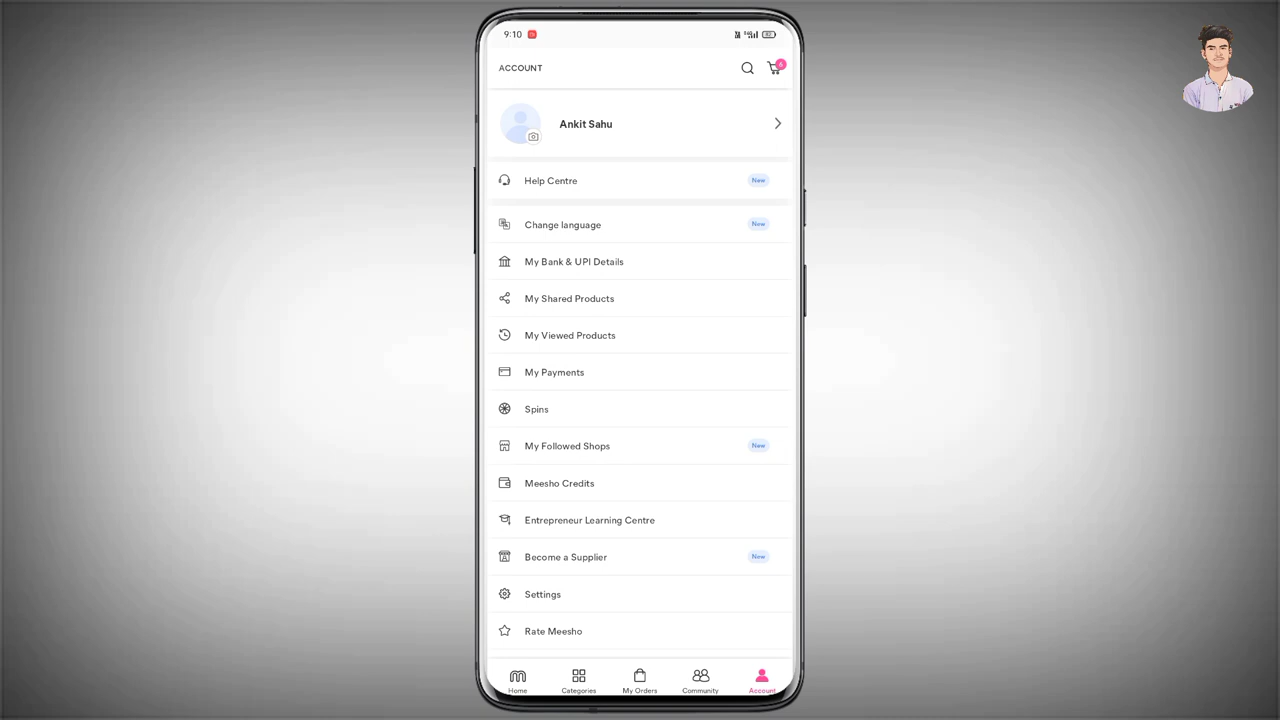 9:10
ACCOUNT
6
Ankit Sahu
Help Centre New
Change language New
My Bank & UPI Details
My Shared Products
My Viewed Products
My Payments
Spins
My Followed Shops New
Meesho Credits
Entrepreneur Learning Centre
Become a Supplier New
Settings
Rate Meesho
Home Categories My Orders Community Account